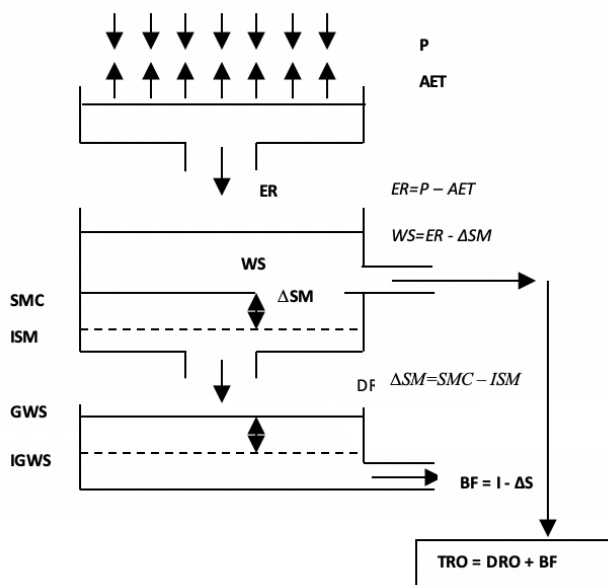 P
AET
ER
ER=P – AET
WS=ER - ΔSM
WS
SMC
ΔSM
ISM
ΔSM=SMC – ISM
GWS
IGWS
BF = I - ΔS
TRO = DRO + BF